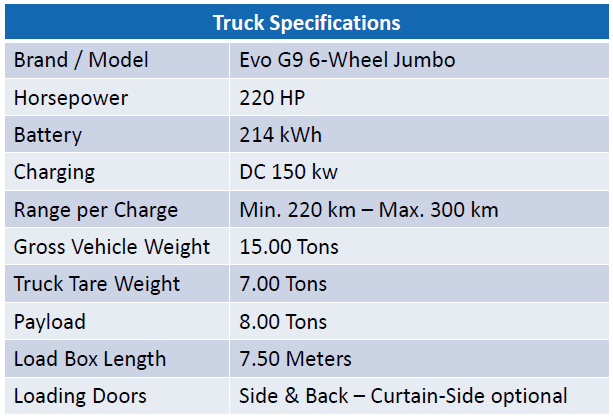 Truck Specifications
Brand / Model Evo G9 6-Wheel Jumbo
Horsepower 220 HP
Battery 214 kWh
Charging DC 150 kw
Range per Charge Min. 220 km – Max. 300 km
Gross Vehicle Weight 15.00 Tons
Truck Tare Weight 7.00 Tons
Payload 8.00 Tons
Load Box Length 7.50 Meters
Loading Doors Side & Back – Curtain-Side optional